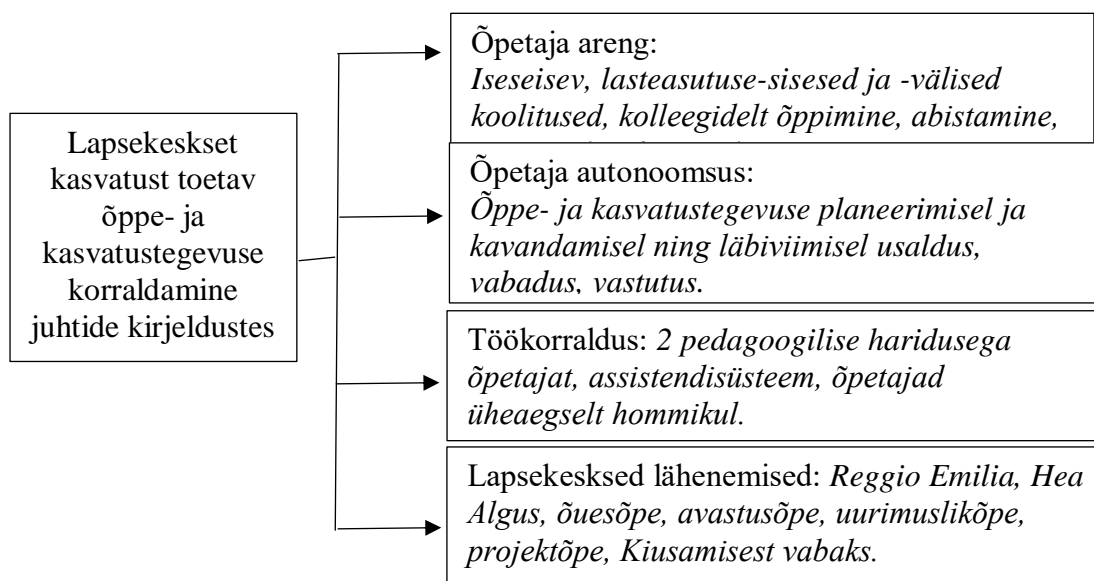 Lapsekeskset
kasvatust toetav
õppe- ja
kasvatustegevuse
korraldamine
juhtide kirjeldustes
Õpetaja areng:
Iseseisev, lasteasutuse-sisesed ja -välised
koolitused, kolleegidelt õppimine, abistamine,
Õpetaja autonoomsus:
Õppe- ja kasvatustegevuse planeerimisel ja
kavandamisel ning läbiviimisel usaldus,
vabadus, vastutus.
Töökorraldus: 2 pedagoogilise haridusega
õpetajat, assistendisüsteem, õpetajad
üheaegselt hommikul.
Lapsekesksed lähenemised: Reggio Emilia, Hea
Algus, õuesõpe, avastusõpe, uurimuslikõpe,
projektõpe, Kiusamisest vabaks.